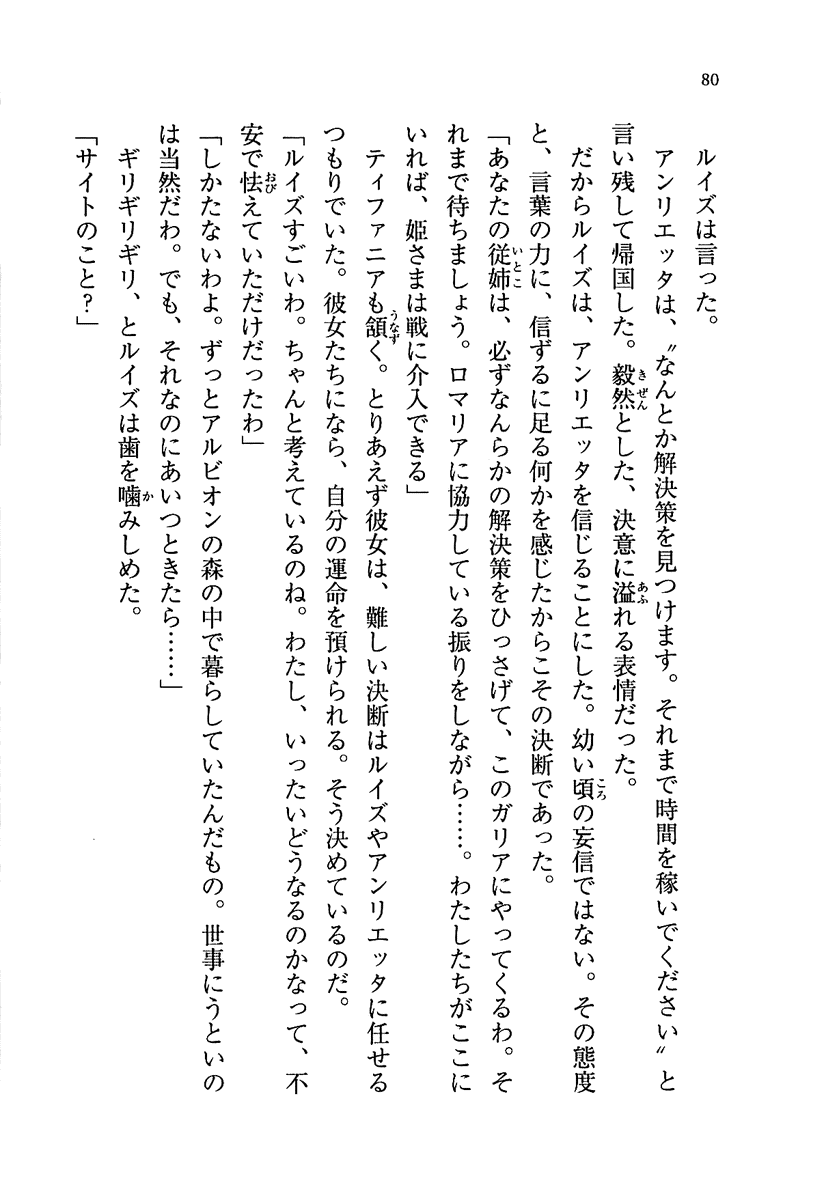 80
ルイズは言った。
アンリエッタは、〝なんとか解決策を見つけます。それまで時間を稼いでください〟と
言い残して帰国した。毅然とした、決意に溢れる表情だった。
だからルイズは、アンリエッタを信じることにした。幼い頃の妄信ではない。その態度
と、言葉の力に、信ずるに足る何かを感じたからこその決断であった。
「あなたの従姉は、必ずなんらかの解決策をひっさげて、このガリアにやってくるわ。そ
れまで待ちましょう。ロマリアに協力している振りをしながら……。わたしたちがここに
いれば、姫さまは戦に介入できる」
ティファニアも頷く。とりあえず彼女は、難しい決断はルイズやアンリエッタに任せる
つもりでいた。彼女たちになら、自分の運命を預けられる。そう決めているのだ。
「ルイズすごいわ。ちゃんと考えているのね。わたし、いったいどうなるのかなって、不
安で怯えていただけだったわ」
「しかたないわよ。ずっとアルビオンの森の中で暮らしていたんだもの。世事にうといの
は当然だわ。でも、それなのにあいつときたら……」
ギリギリギリ、とルイズは歯を噛みしめた。
「サイトのこと？」